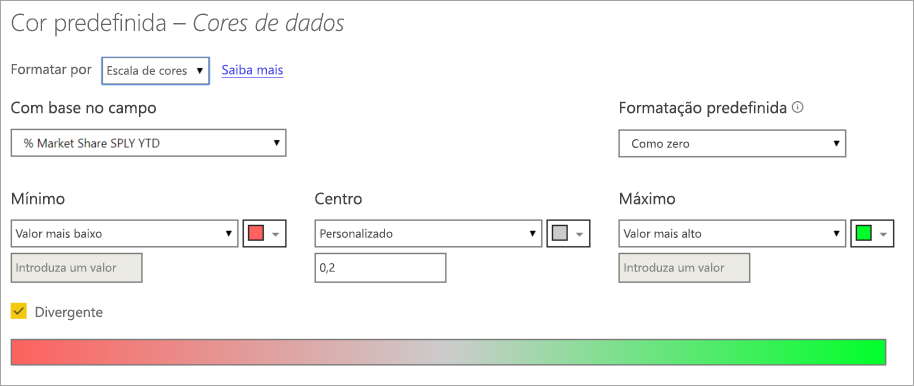 Cor predefinida – Cores de dados
Formatar por Escala de cores Saiba mais
Com base no campo Formatação predefinida
% Market Share SPLY YTD Como zero
Mínimo Centro Máximo
Valor mais baixo Personalizado Valor mais alto
Introduza um valor 0,2 Introduza um valor
Divergente